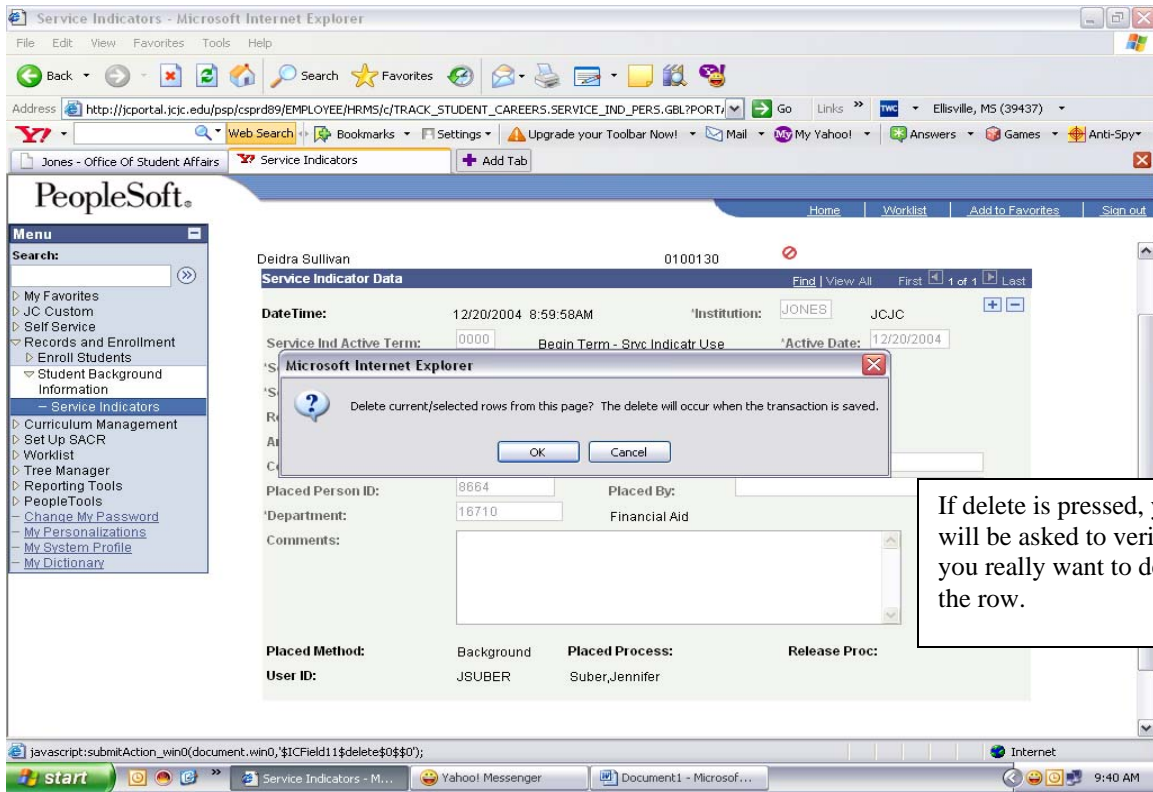 Service Indicators - Microsoft Internet Explorer
File Edit View Favorites Tools Help
Back Search Favorites
Address http://jcportal.jcjc.edu/psp/csprd89/EMPLOYEE/HRMS/c/TRACK_STUDENT_CAREERS.SERVICE_IND_PERS.GBL?PORT Go Links » TWC Ellisville, MS (39437)
Y! Web Search Bookmarks Settings Upgrade your Toolbar Now! Mail My Yahoo! Answers Games Anti-Spy
Jones - Office Of Student Affairs Service Indicators Add Tab
PeopleSoft.
Home Worklist Add to Favorites Sign out
Menu
Search:
My Favorites
JC Custom
Self Service
Records and Enrollment
Enroll Students
Student Background
Information
– Service Indicators
Curriculum Management
Set Up SACR
Worklist
Tree Manager
Reporting Tools
PeopleTools
– Change My Password
– My Personalizations
– My System Profile
– My Dictionary
Deidra Sullivan 0100130
Service Indicator Data Find | View All First 1 of 1 Last
DateTime: 12/20/2004 8:59:58AM *Institution: JONES JCJC
Service Ind Active Term: 0000 Begin Term - Srvc Indicatr Use *Active Date: 12/20/2004
Microsoft Internet Explorer
Delete current/selected rows from this page? The delete will occur when the transaction is saved.
OK Cancel
Placed Person ID: 8664 Placed By:
*Department: 16710 Financial Aid
Comments:
Placed Method: Background Placed Process: Release Proc:
User ID: JSUBER Suber,Jennifer
If delete is pressed,
will be asked to
you really want to
the row.
javascript:submitAction_win0(document.win0,'$ICField11$delete$0$$0'); Internet
start » Service Indicators - M... Yahoo! Messenger Document1 - Microsof... 9:40 AM